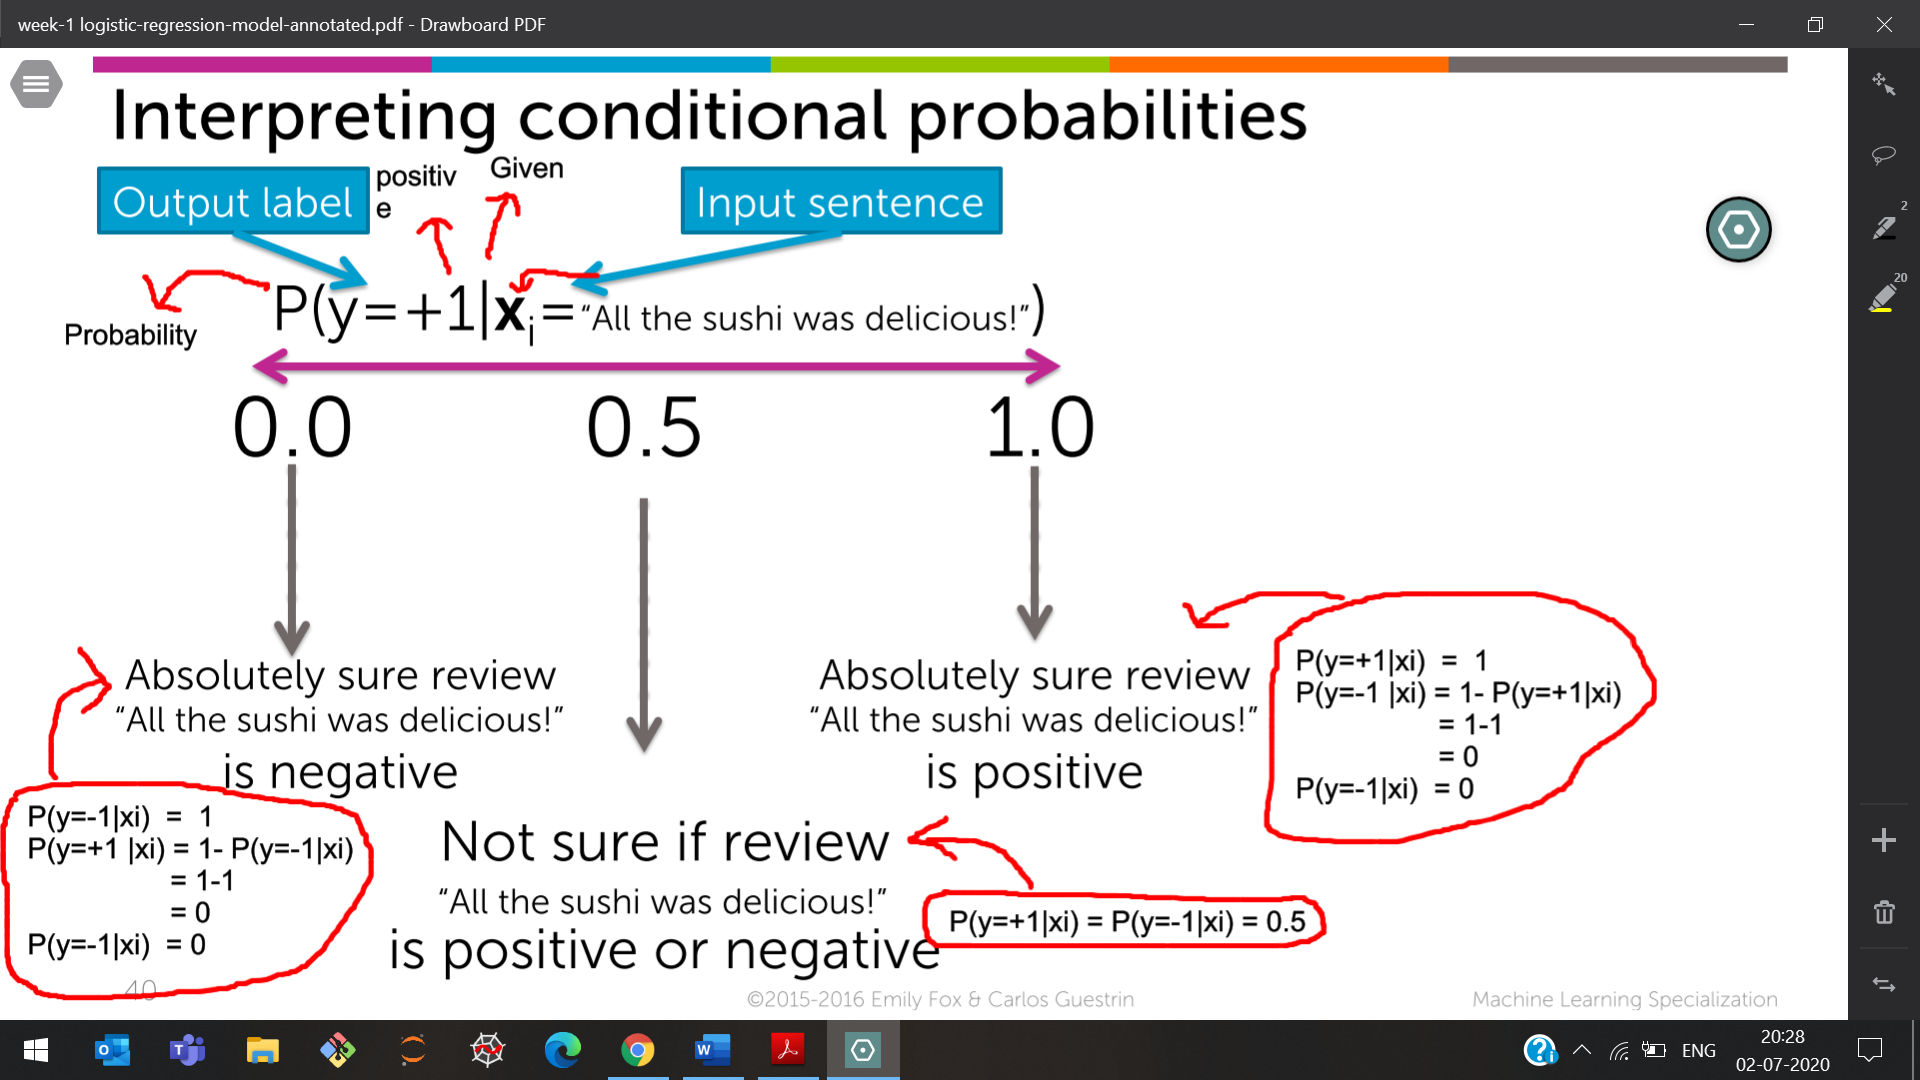 week-1 logistic-regression-model-annotated.pdf - Drawboard PDF
Interpreting conditional probabilities
Output label
positiv
e
Given
Input sentence
2
20
Probability
P(y=+1|xi="All the sushi was delicious!")
0.0
0.5
1.0
Absolutely sure review
"All the sushi was delicious!"
is negative
Absolutely sure review
"All the sushi was delicious!"
is positive
P(y=+1|xi) = 1
P(y=-1 |xi) = 1- P(y=+1|xi)
= 1-1
= 0
P(y=-1|xi) = 0
P(y=-1|xi) = 1
P(y=+1 |xi) = 1- P(y=-1|xi)
= 1-1
= 0
P(y=-1|xi) = 0
Not sure if review
"All the sushi was delicious!"
is positive or negative
P(y=+1|xi) = P(y=-1|xi) = 0.5
40
©2015-2016 Emily Fox & Carlos Guestrin
Machine Learning Specialization
ENG
20:28
02-07-2020